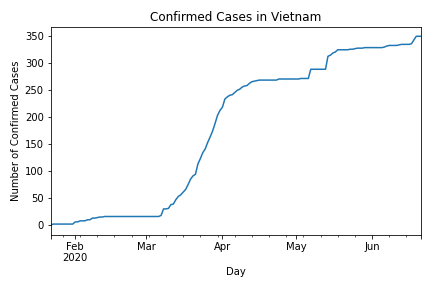 Confirmed Cases in Vietnam
350
300
250
200
150
100
50
0
Number of Confirmed Cases
Feb Mar Apr May Jun
2020
Day